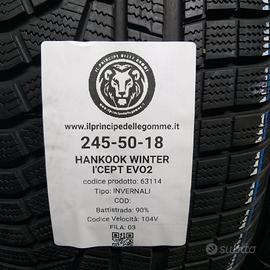 IL PRINCIPE DELLE GOMME
www.ilprincipedellegomme.it
245-50-18
HANKOOK WINTER
I'CEPT EVO2
codice prodotto: 63114
Tipo: INVERNALI
COD:
Battistrada: 90%
Codice Velocità: 104V
FILA: 03
subito